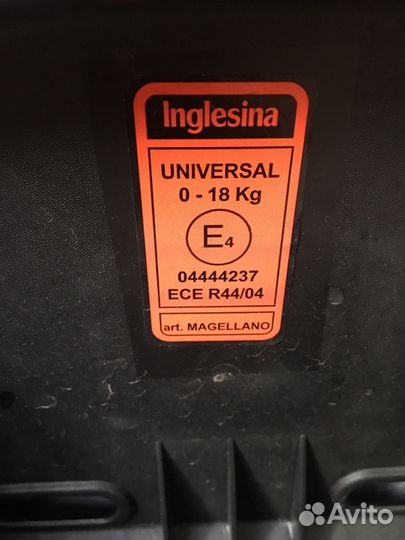 Inglesina
UNIVERSAL
0 - 18 Kg
E4
04444237
ECE R44/04
art. MAGELLANO
Avito